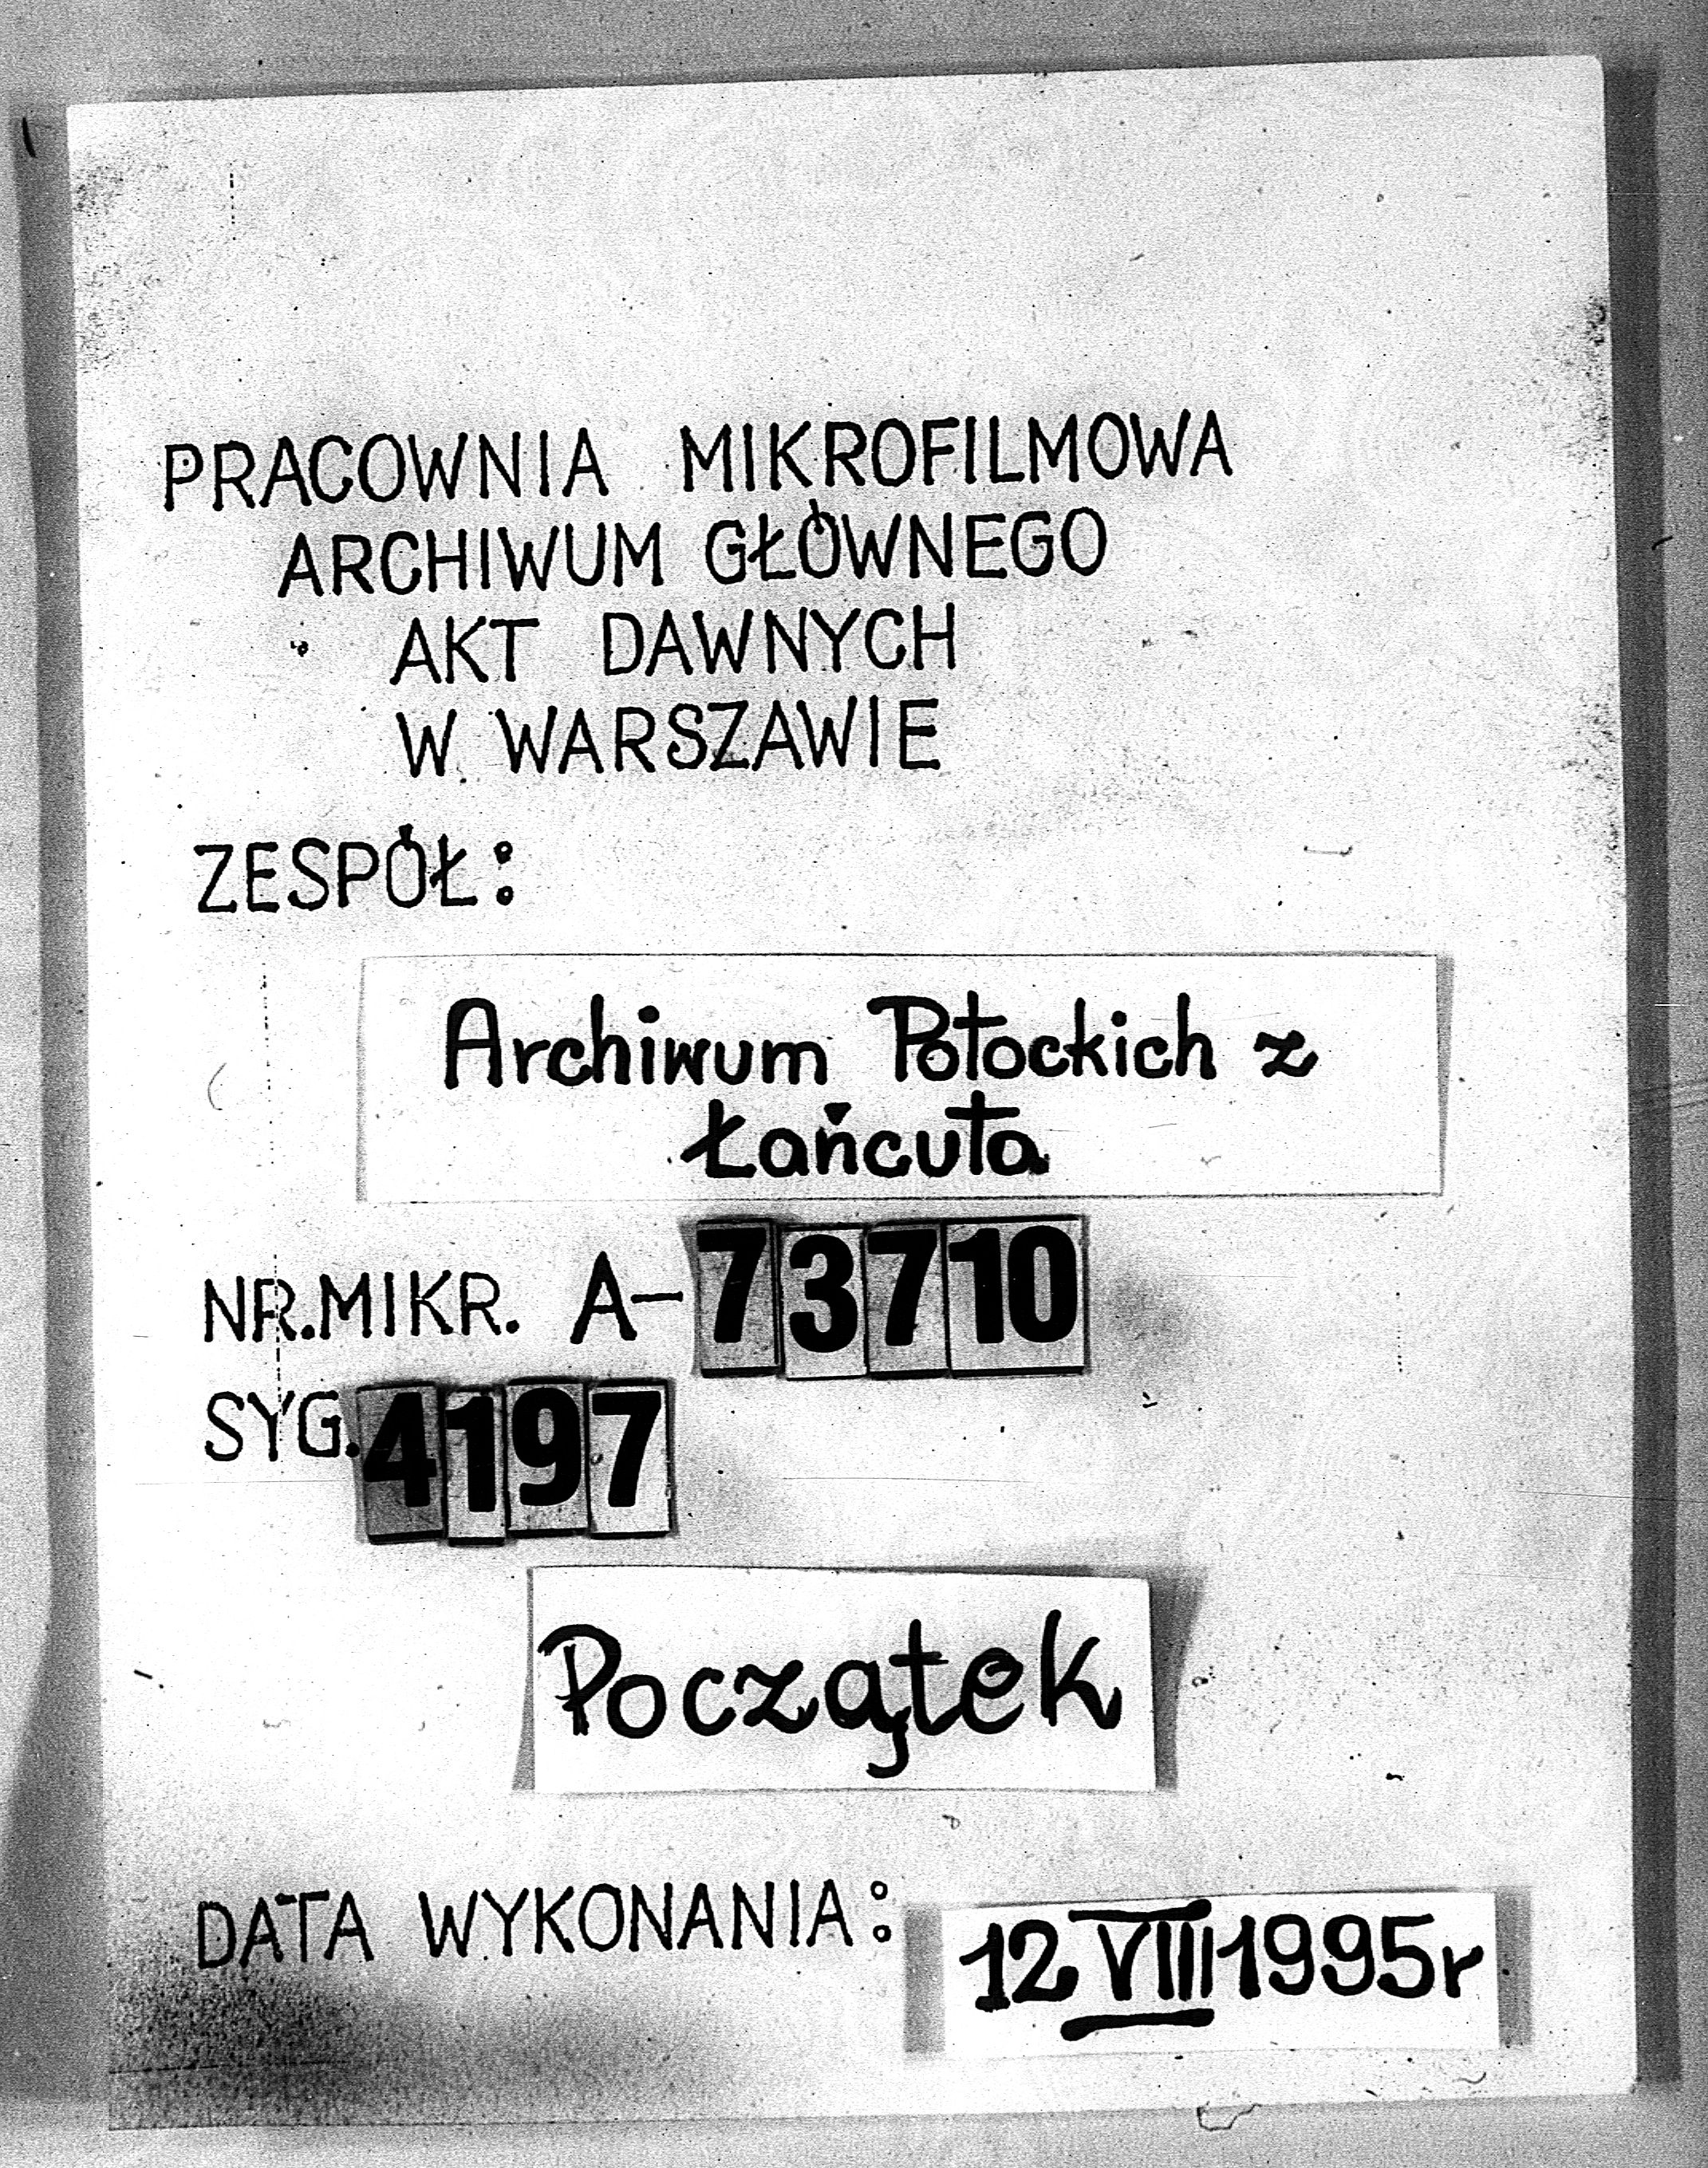 PRACOWNIA MIKROFILMOWA
ARCHIWUM GŁÓWNEGO
AKT DAWNYCH
W WARSZAWIE
ZESPÓŁ:
Archiwum Potockich z
Łańcuta
NR.MIKR. A-73710
SYG. 4197
Początek
DATA WYKONANIA: 12 VIII 1995r